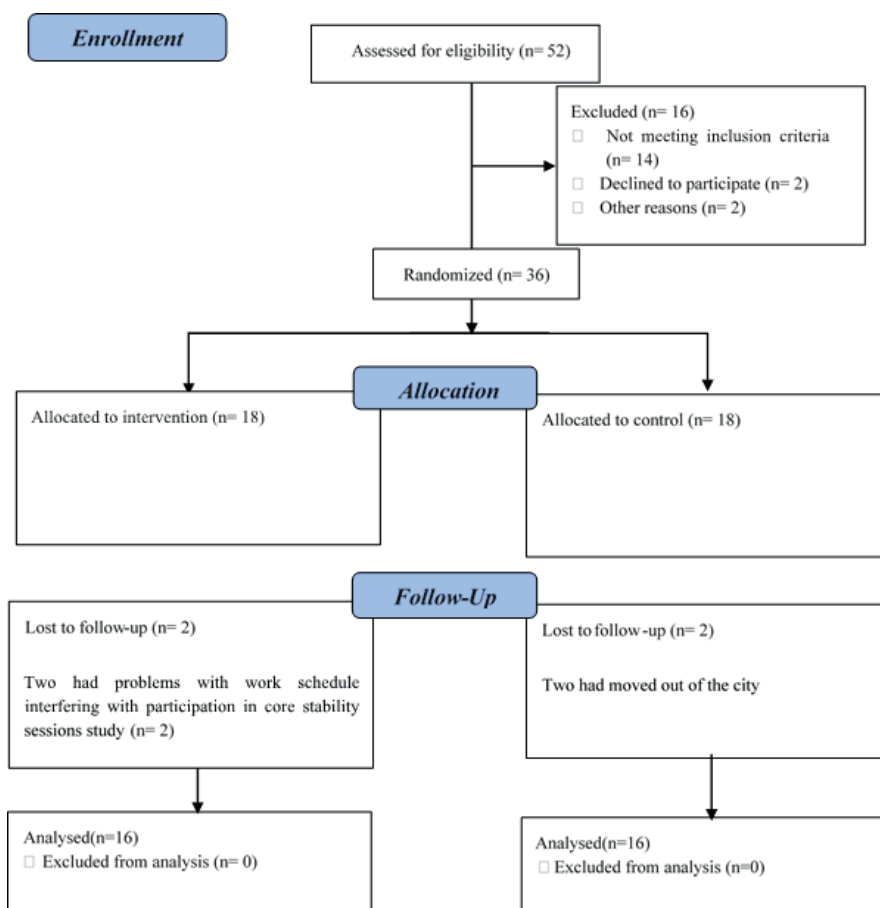 Enrollment
Assessed for eligibility (n= 52)
Excluded (n= 16)
Not meeting inclusion criteria
(n= 14)
Declined to participate (n= 2)
Other reasons (n= 2)
Randomized (n= 36)
Allocation
Allocated to intervention (n= 18)
Allocated to control (n= 18)
Follow-Up
Lost to follow-up (n= 2)
Two had problems with work schedule
interfering with participation in core stability
sessions study (n= 2)
Lost to follow-up (n= 2)
Two had moved out of the city
Analysed(n=16)
Excluded from analysis (n= 0)
Analysed(n=16)
Excluded from analysis (n=0)